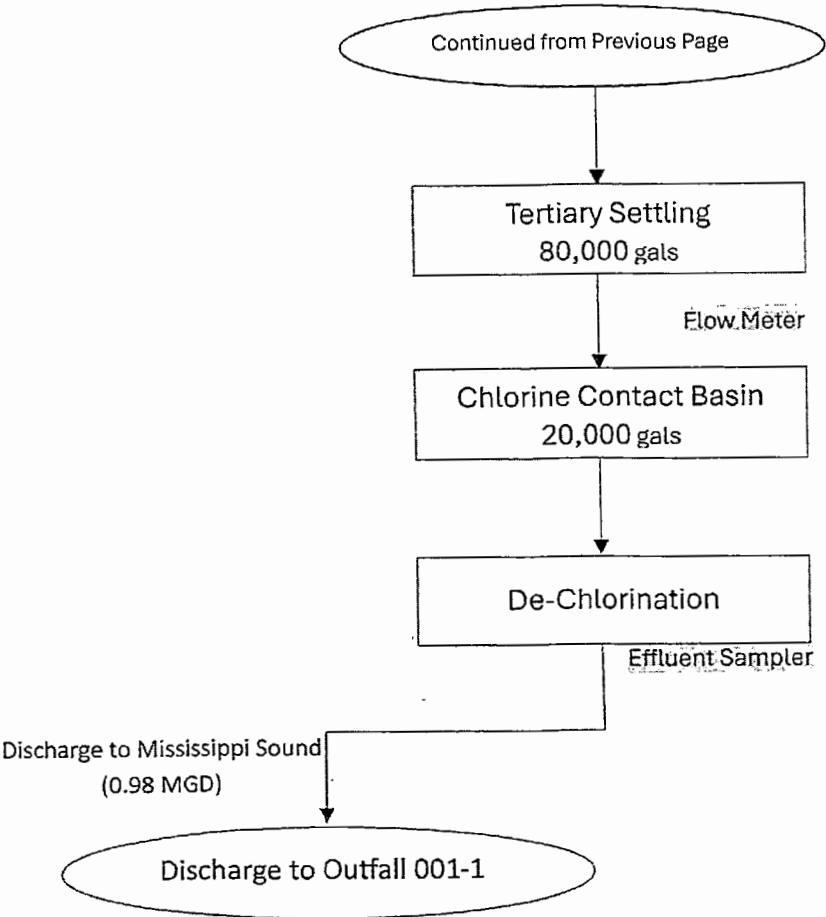 Continued from Previous Page
Tertiary Settling
80,000 gals
Flow Meter
Chlorine Contact Basin
20,000 gals
De-Chlorination
Effluent Sampler
Discharge to Mississippi Sound
(0.98 MGD)
Discharge to Outfall 001-1